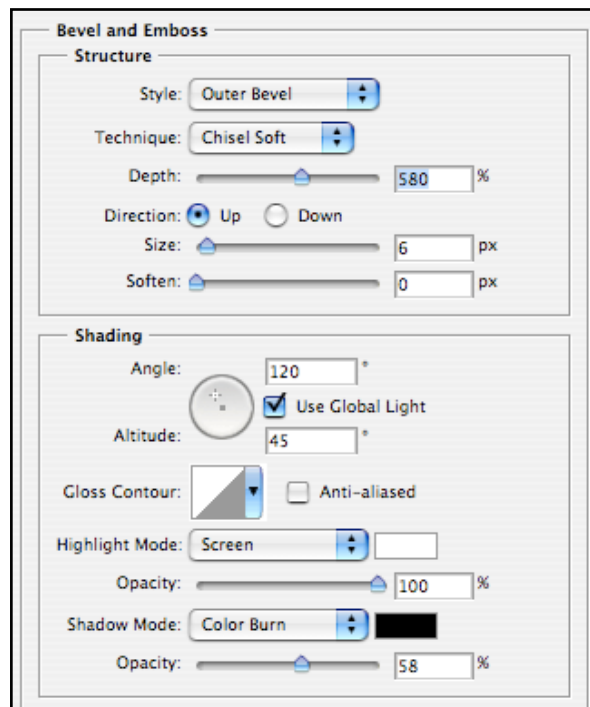 Bevel and Emboss
Structure
Style: Outer Bevel
Technique: Chisel Soft
Depth: 580 %
Direction: Up Down
Size: 6 px
Soften: 0 px
Shading
Angle: 120 °
Use Global Light
Altitude: 45 °
Gloss Contour: Anti-aliased
Highlight Mode: Screen
Opacity: 100 %
Shadow Mode: Color Burn
Opacity: 58 %